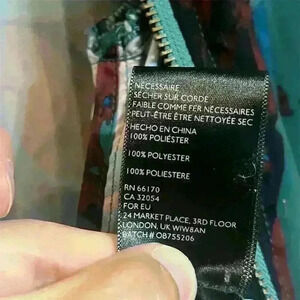 NECESSAIRE
SÉCHER SUR CORDE
FAIBLE COMME FER NÉCESSAIRES
PEUT-ÊTRE ÊTRE NETTOYÉE SEC
HECHO EN CHINA
100% POLIÉSTER
100% POLYESTER
100% POLIESTERE
RN 66170
CA 32054
FOR EU
24 MARKET PLACE, 3RD FLOOR
LONDON, UK W1W8AN
BATCH # OB755206